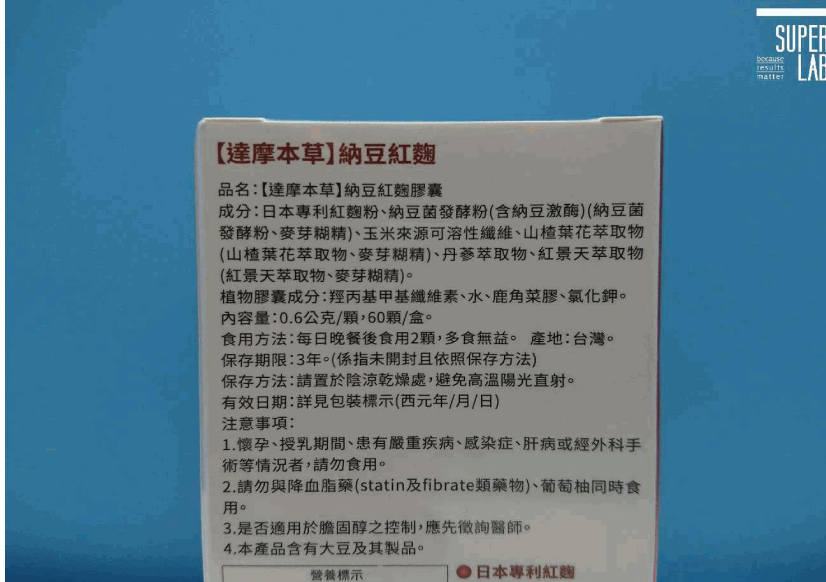 SUPER
LAB
because
results
matter
【達摩本草】納豆紅麴
品名:【達摩本草】納豆紅麴膠囊
成分:日本專利紅麴粉、納豆菌發酵粉(含納豆激酶)(納豆菌
發酵粉、麥芽糊精)、玉米來源可溶性纖維、山楂葉花萃取物
(山楂葉花萃取物、麥芽糊精)、丹蔘萃取物、紅景天萃取物
(紅景天萃取物、麥芽糊精)。
植物膠囊成分:羥丙基甲基纖維素、水、鹿角菜膠、氯化鉀。
內容量:0.6公克/顆,60顆/盒。
食用方法:每日晚餐後食用2顆,多食無益。 產地:台灣。
保存期限:3年。(係指未開封且依照保存方法)
保存方法:請置於陰涼乾燥處,避免高溫陽光直射。
有效日期:詳見包裝標示(西元年/月/日)
注意事項:
1.懷孕、授乳期間、患有嚴重疾病、感染症、肝病或經外科手
術等情況者,請勿食用。
2.請勿與降血脂藥(statin及fibrate類藥物)、葡萄柚同時食
用。
3.是否適用於膽固醇之控制,應先徵詢醫師。
4.本產品含有大豆及其製品。
營養標示
日本專利紅麴